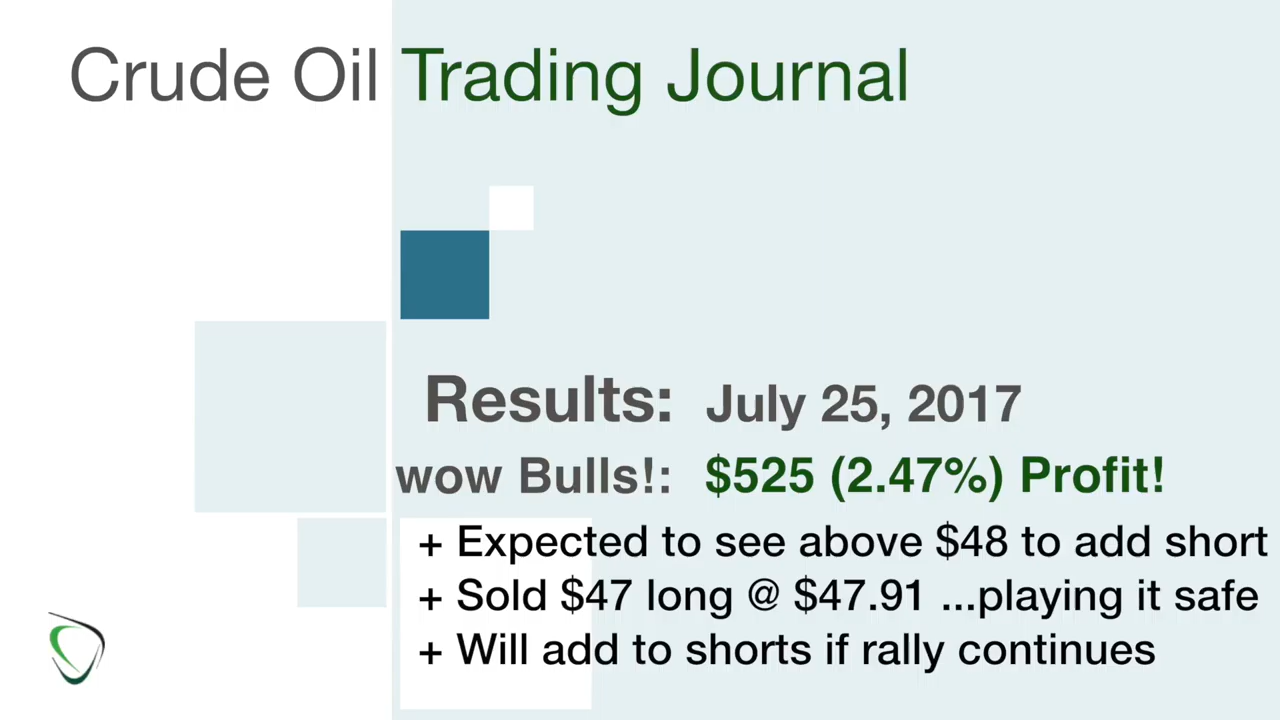 Crude Oil Trading Journal
Results: July 25, 2017
wow Bulls!: $525 (2.47%) Profit!
+ Expected to see above $48 to add short
+ Sold $47 long @ $47.91 ...playing it safe
+ Will add to shorts if rally continues